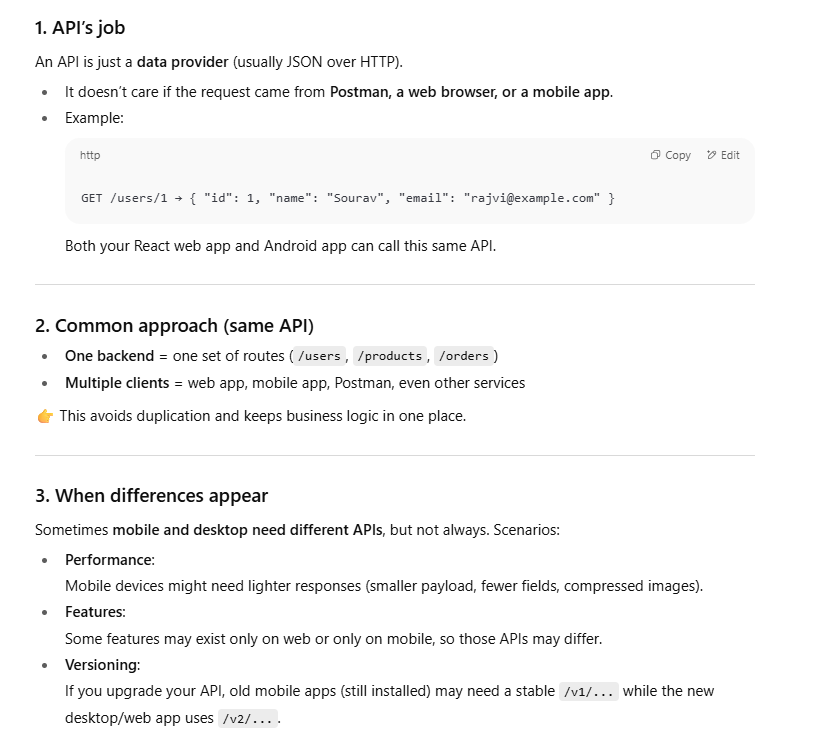 1. API’s job
An API is just a data provider (usually JSON over HTTP).
• It doesn’t care if the request came from Postman, a web browser, or a mobile app.
• Example:
http Copy Edit
GET /users/1 → { "id": 1, "name": "Sourav", "email": "rajvi@example.com" }
Both your React web app and Android app can call this same API.
2. Common approach (same API)
• One backend = one set of routes ( /users , /products , /orders )
• Multiple clients = web app, mobile app, Postman, even other services
👉 This avoids duplication and keeps business logic in one place.
3. When differences appear
Sometimes mobile and desktop need different APIs, but not always. Scenarios:
• Performance:
Mobile devices might need lighter responses (smaller payload, fewer fields, compressed images).
• Features:
Some features may exist only on web or only on mobile, so those APIs may differ.
• Versioning:
If you upgrade your API, old mobile apps (still installed) may need a stable /v1/... while the new
desktop/web app uses /v2/... .